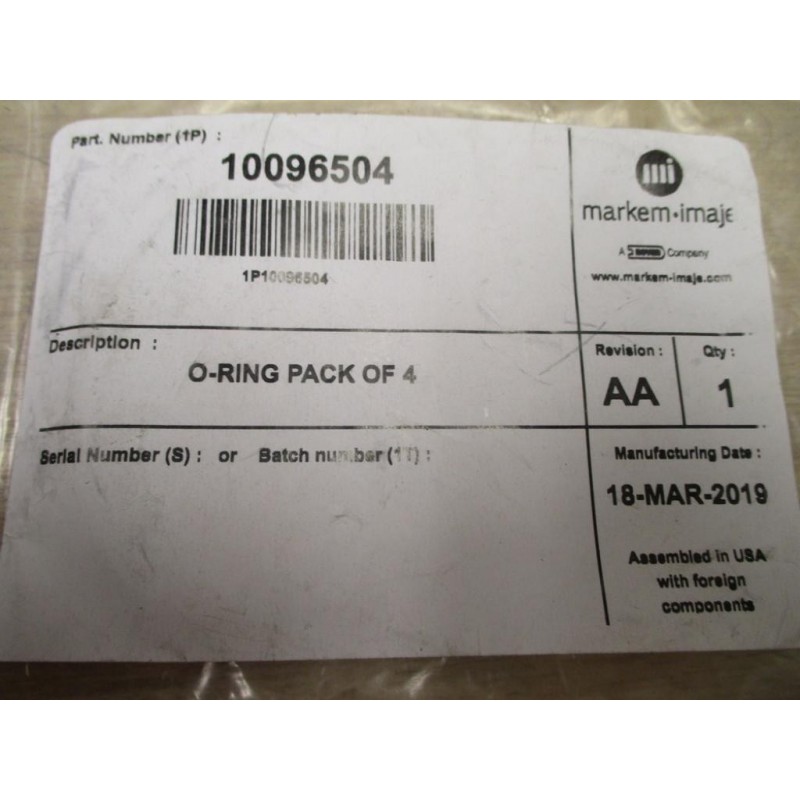 Part. Number (1P) :
10096504
1P10096504
mi
markem·imaje
A DOVER Company
www.markem-imaje.com
Description :
O-RING PACK OF 4
Revision :
AA
Qty :
1
Serial Number (S) : or Batch number (1T) :
Manufacturing Date :
18-MAR-2019
Assembled in USA
with foreign
components